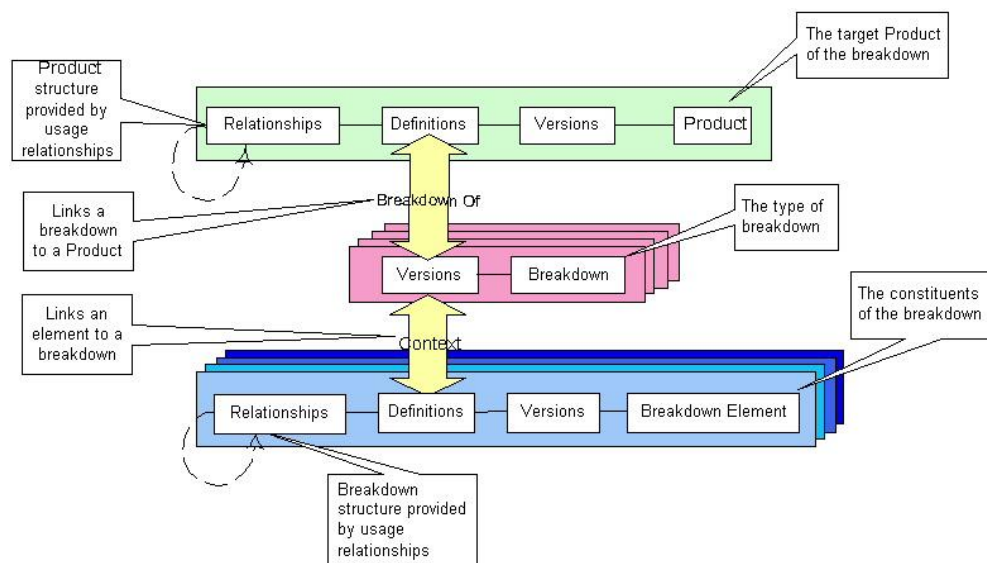 The target Product
of the breakdown
Product
structure
provided by
usage
relationships
Relationships
Definitions
Versions
Product
Breakdown Of
Links a
breakdown
to a Product
The type of
breakdown
Versions
Breakdown
Links an
element to a
breakdown
Context
The constituents
of the breakdown
Relationships
Definitions
Versions
Breakdown Element
Breakdown
structure provided
by usage
relationships